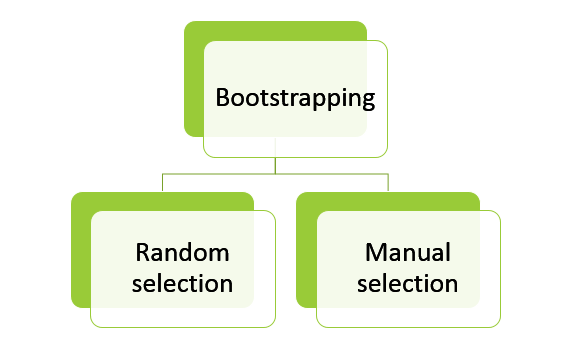 Bootstrapping
Random
selection
Manual
selection